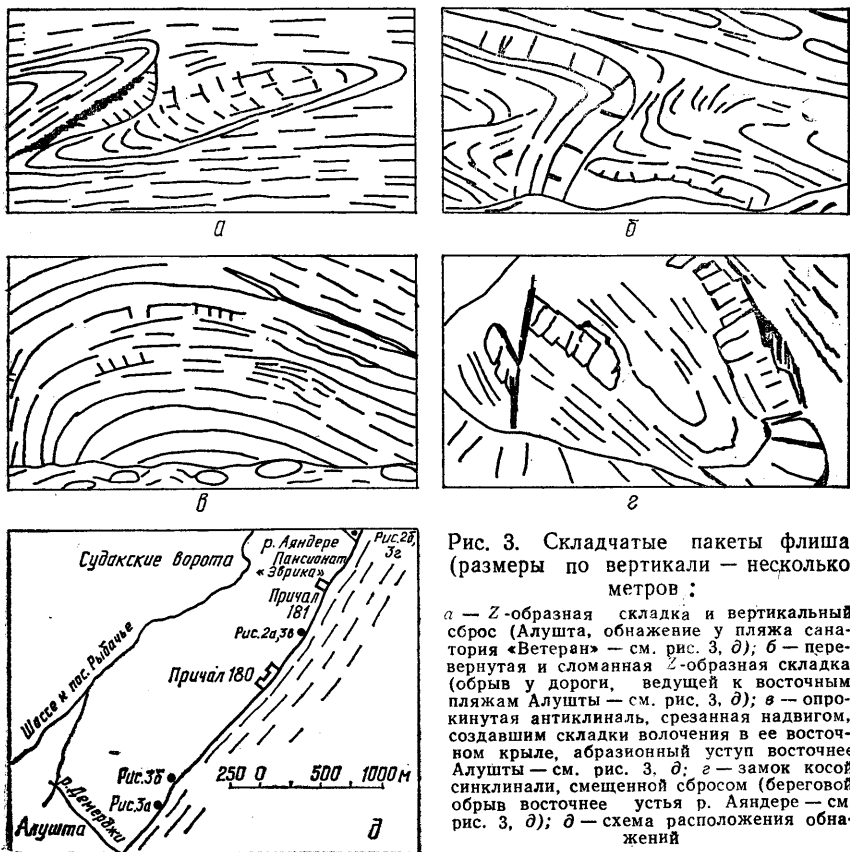 а
б
в
г
Судакские ворота
р. Аяндере
Пансионат
«Эврика»
Рис. 2б,
3г
Причал
181
Рис. 2а, 3в
Причал 180
Шоссе к пос. Рыбачье
Рис. 3б
Рис. 3а
250 0 500 1000 м
р. Демерджи
Алушта
д
Рис. 3. Складчатые пакеты флиша
(размеры по вертикали — несколько
метров :
а — Z-образная складка и вертикальный
сброс (Алушта, обнажение у пляжа сана-
тория «Ветеран» — см. рис. 3, д); б — пере-
вернутая и сломанная Z-образная складка
(обрыв у дороги, ведущей к восточным
пляжам Алушты — см. рис. 3, д); в — опро-
кинутая антиклиналь, срезанная надвигом,
создавшим складки волочения в ее восточ-
ном крыле, абразионный уступ восточнее
Алушты — см. рис. 3, д; г — замок косой
синклинали, смещенной сбросом (береговой
обрыв восточнее устья р. Аяндере — см
рис. 3, д); д — схема расположения обна-
жений